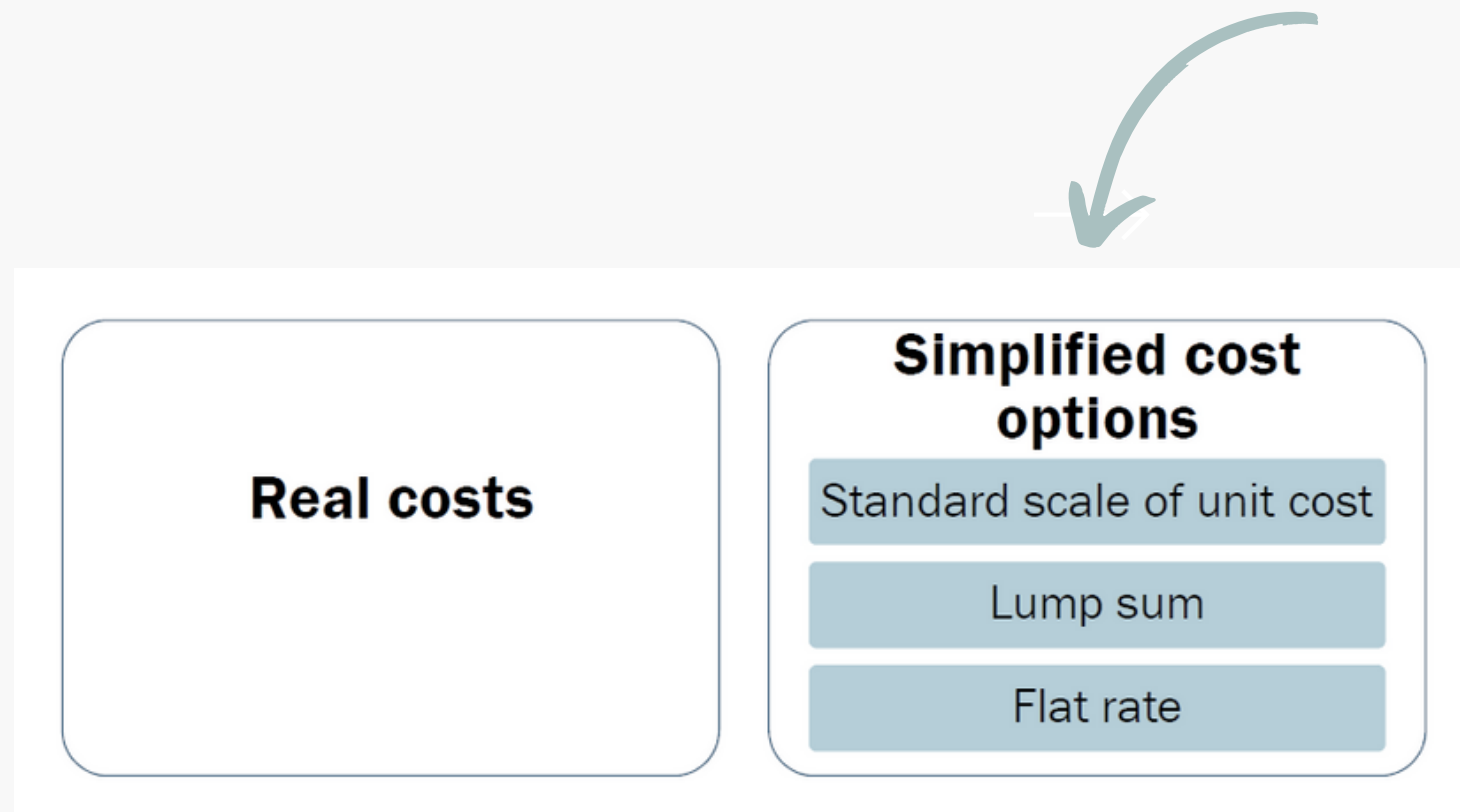 Real costs
Simplified cost
options
Standard scale of unit cost
Lump sum
Flat rate